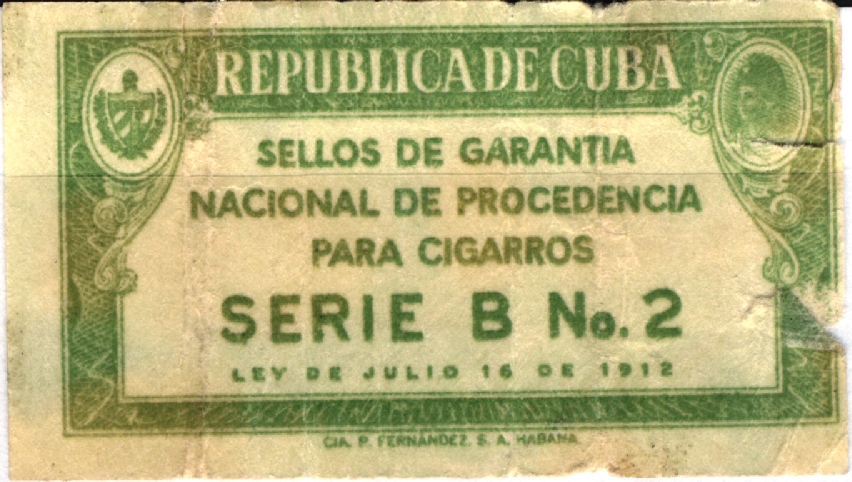 REPUBLICA DE CUBA
SELLOS DE GARANTIA
NACIONAL DE PROCEDENCIA
PARA CIGARROS
SERIE B No. 2
LEY DE JULIO 16 DE 1912
CIA. P. FERNÁNDEZ. S. A. HABANA.